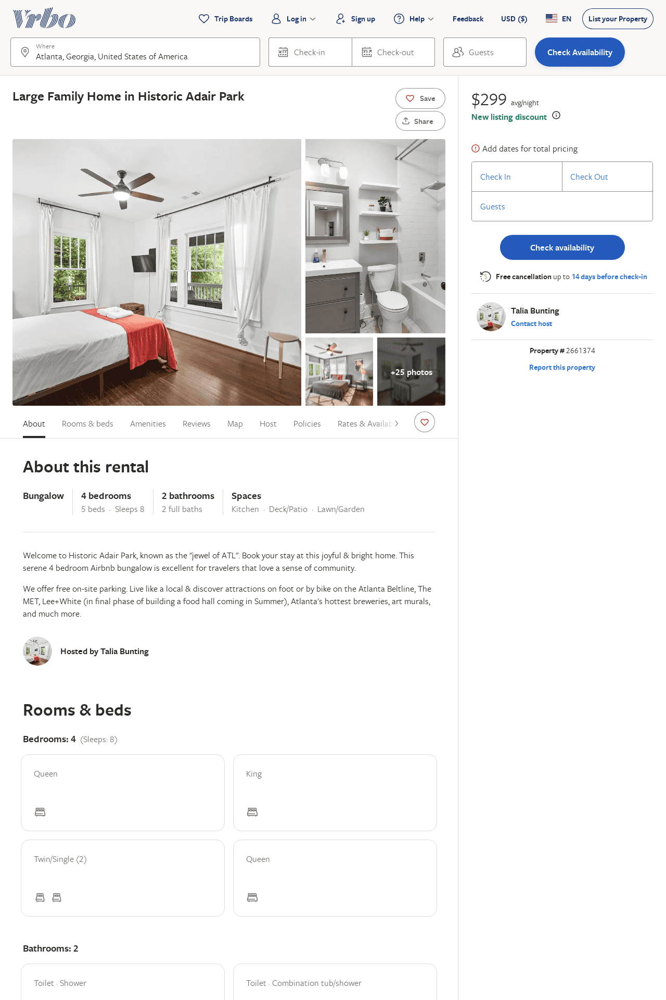 Vrbo
Trip Boards
Log in
Sign up
Help
Feedback
USD ($)
EN
List your Property
Where
Atlanta, Georgia, United States of America
Check-in
Check-out
Guests
Check Availability
Large Family Home in Historic Adair Park
Save
Share
$299 avg/night
New listing discount
Add dates for total pricing
Check In
Check Out
Guests
Check availability
Free cancellation up to 14 days before check-in
Talia Bunting
Contact host
Property # 2661374
Report this property
+25 photos
About
Rooms & beds
Amenities
Reviews
Map
Host
Policies
Rates & Availab
About this rental
Bungalow
4 bedrooms
5 beds · Sleeps 8
2 bathrooms
2 full baths
Spaces
Kitchen · Deck/Patio · Lawn/Garden
Welcome to Historic Adair Park, known as the "jewel of ATL". Book your stay at this joyful & bright home. This
serene 4 bedroom Airbnb bungalow is excellent for travelers that love a sense of community.
We offer free on-site parking. Live like a local & discover attractions on foot or by bike on the Atlanta Beltline, The
MET, Lee+White (in final phase of building a food hall coming in Summer), Atlanta's hottest breweries, art murals,
and much more.
Hosted by Talia Bunting
Rooms & beds
Bedrooms: 4 (Sleeps: 8)
Queen
King
Twin/Single (2)
Queen
Bathrooms: 2
Toilet · Shower
Toilet · Combination tub/shower